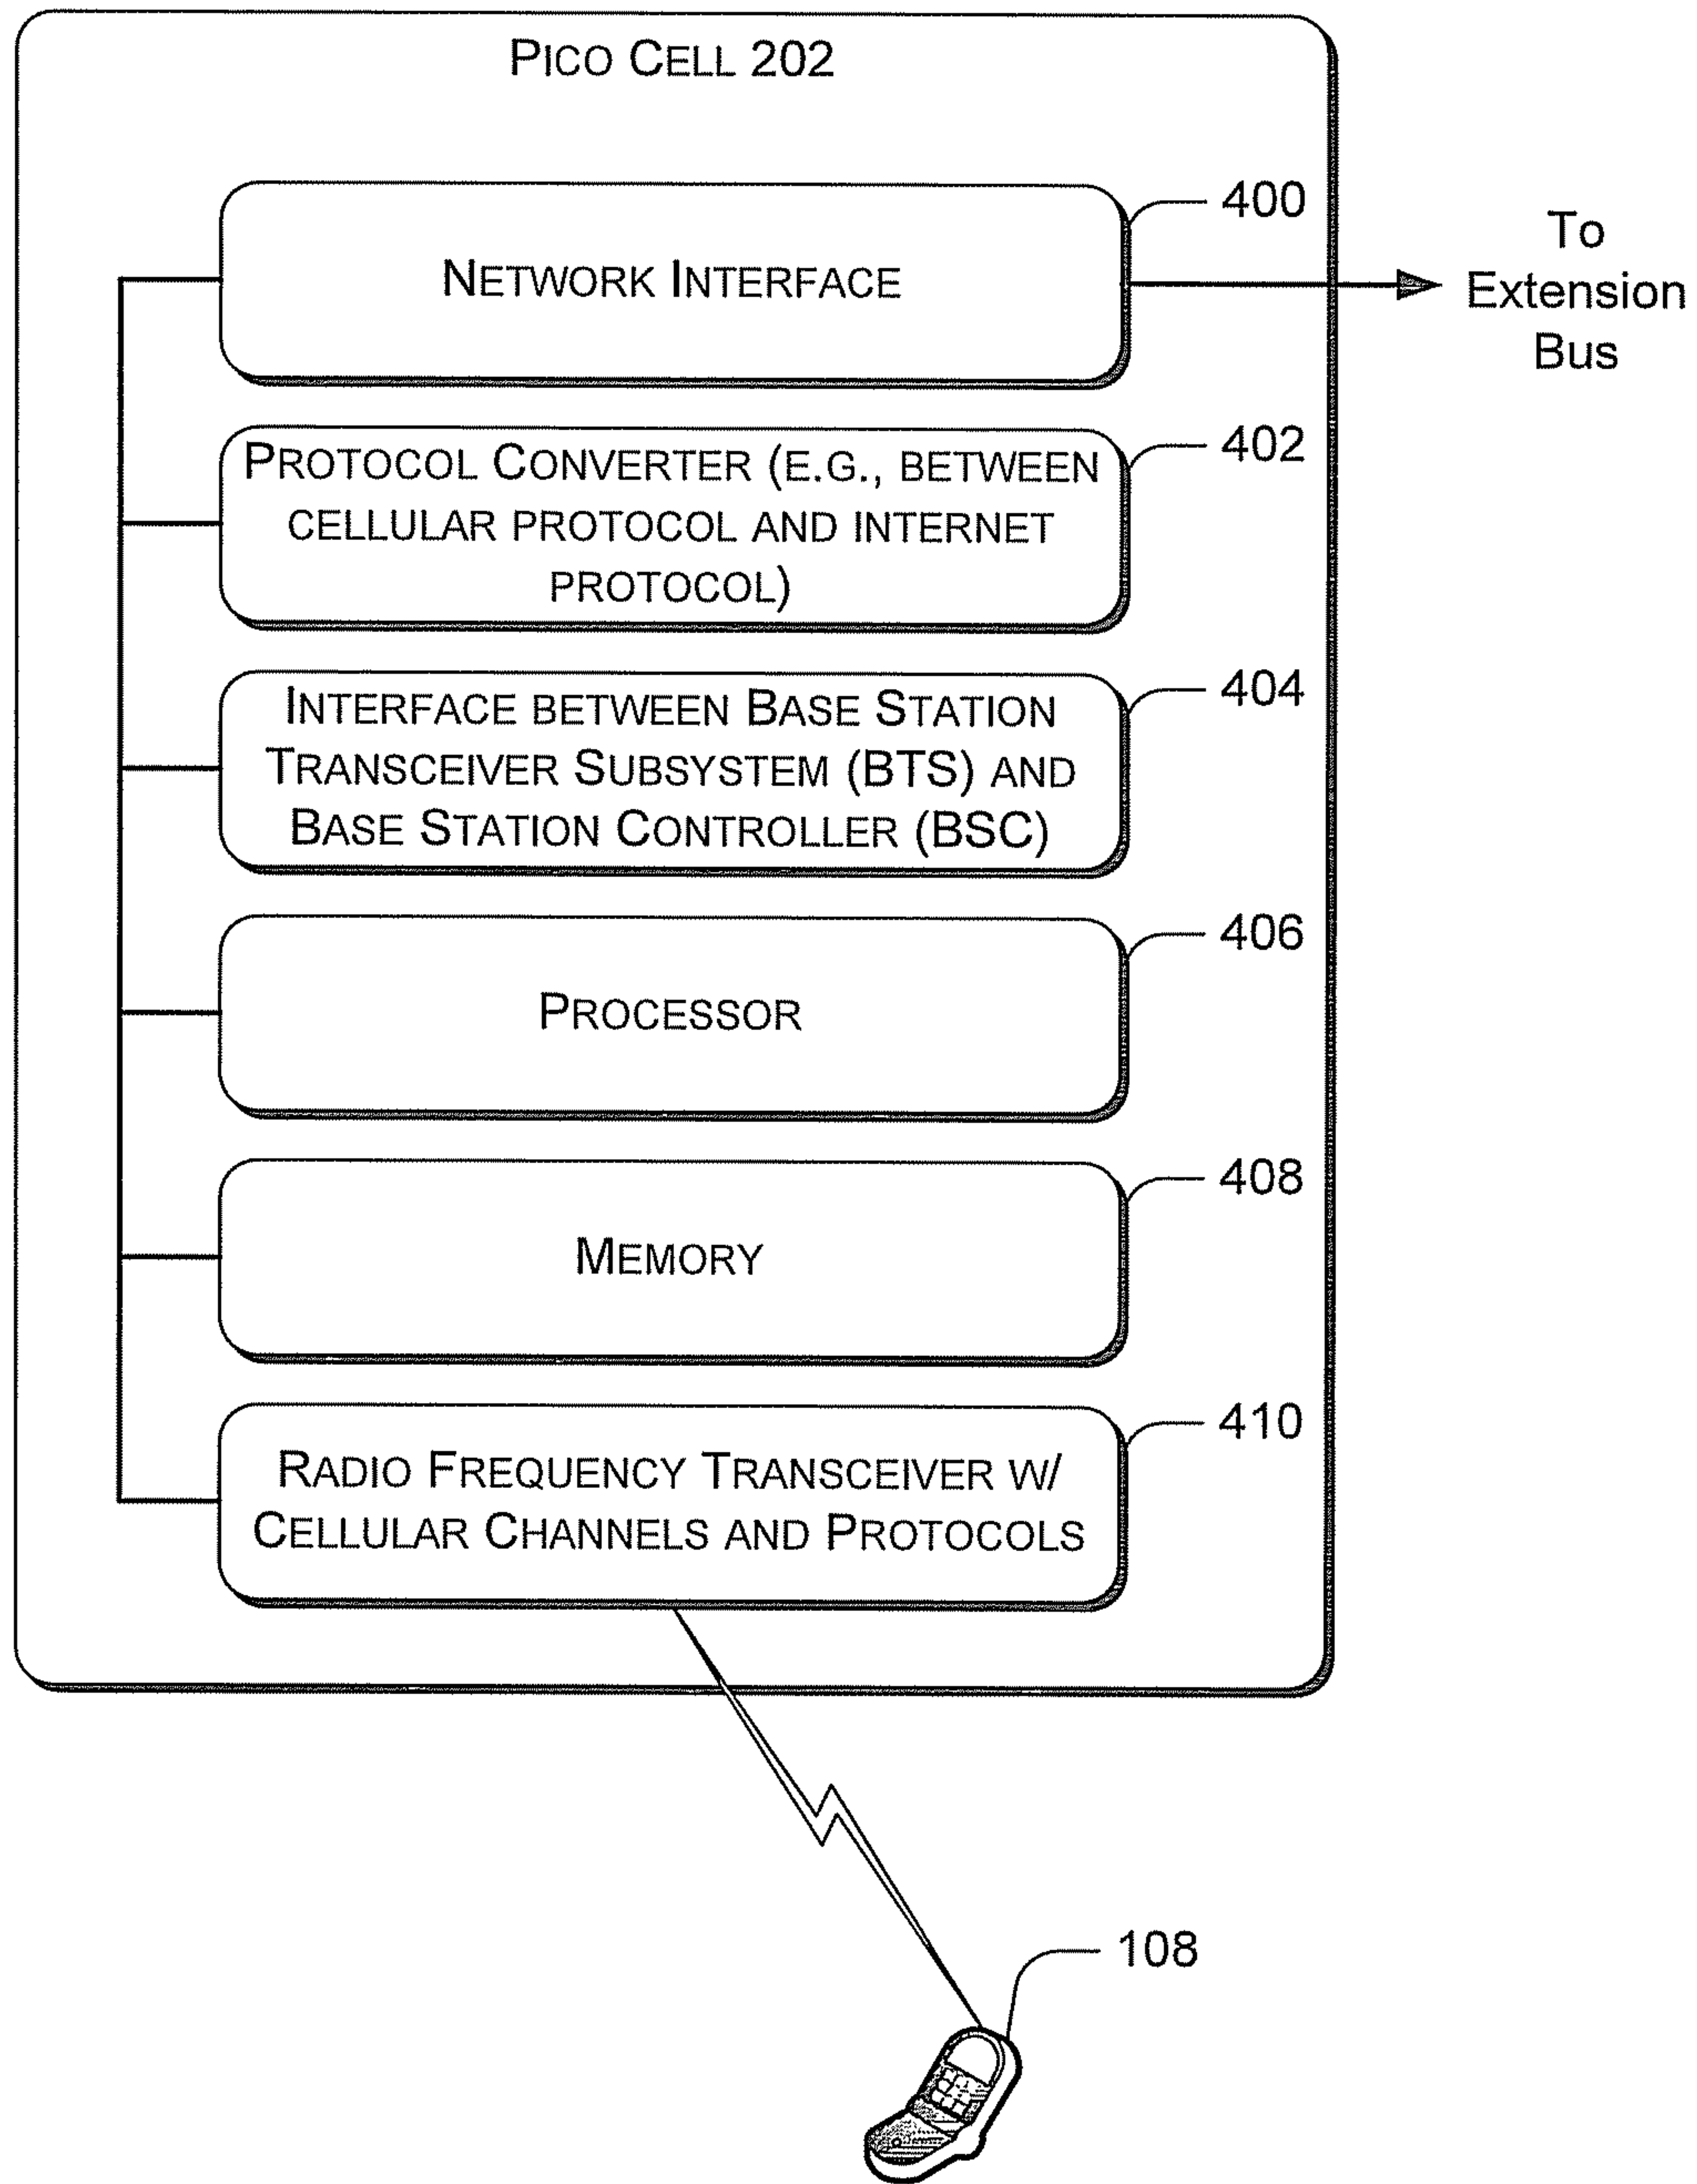 PICO CELL 202
400
NETWORK INTERFACE
To
Extension
Bus
402
PROTOCOL CONVERTER (E.G., BETWEEN
CELLULAR PROTOCOL AND INTERNET
PROTOCOL)
404
INTERFACE BETWEEN BASE STATION
TRANSCEIVER SUBSYSTEM (BTS) AND
BASE STATION CONTROLLER (BSC)
406
PROCESSOR
408
MEMORY
410
RADIO FREQUENCY TRANSCEIVER W/
CELLULAR CHANNELS AND PROTOCOLS
108